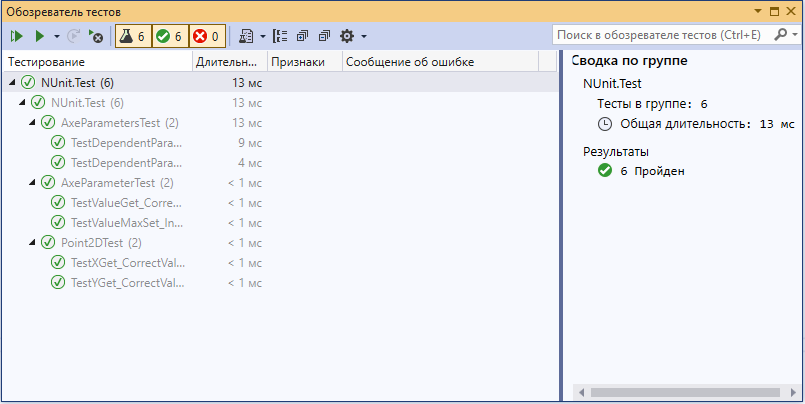 Обозреватель тестов
6 6 0 Поиск в обозревателе тестов (Ctrl+E)
Тестирование Длительн... Признаки Сообщение об ошибке
NUnit.Test (6) 13 мс
NUnit.Test (6) 13 мс
AxeParametersTest (2) 13 мс
TestDependentPara... 9 мс
TestDependentPara... 4 мс
AxeParameterTest (2) < 1 мс
TestValueGet_Corre... < 1 мс
TestValueMaxSet_In... < 1 мс
Point2DTest (2) < 1 мс
TestXGet_CorrectVal... < 1 мс
TestYGet_CorrectVal... < 1 мс
Сводка по группе
NUnit.Test
Тесты в группе: 6
Общая длительность: 13 мс
Результаты
6 Пройден